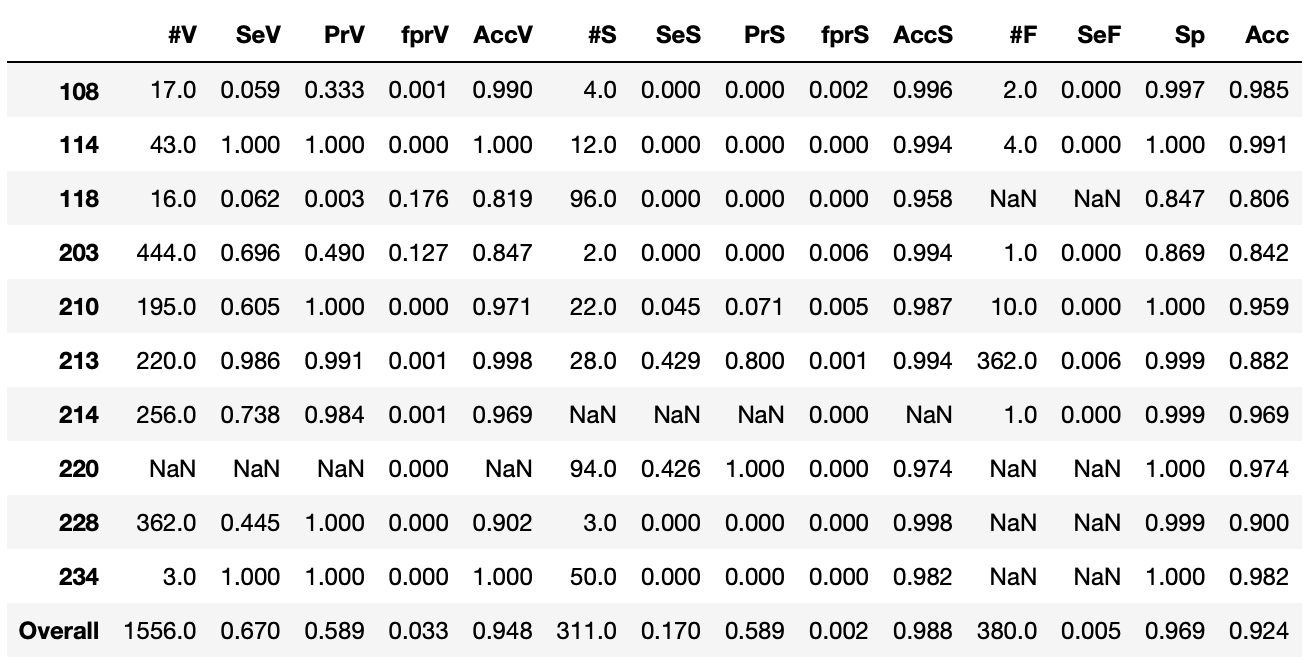 #V SeV PrV fprV AccV #S SeS PrS fprS AccS #F SeF Sp Acc
108 17.0 0.059 0.333 0.001 0.990 4.0 0.000 0.000 0.002 0.996 2.0 0.000 0.997 0.985
114 43.0 1.000 1.000 0.000 1.000 12.0 0.000 0.000 0.000 0.994 4.0 0.000 1.000 0.991
118 16.0 0.062 0.003 0.176 0.819 96.0 0.000 0.000 0.000 0.958 NaN NaN 0.847 0.806
203 444.0 0.696 0.490 0.127 0.847 2.0 0.000 0.000 0.006 0.994 1.0 0.000 0.869 0.842
210 195.0 0.605 1.000 0.000 0.971 22.0 0.045 0.071 0.005 0.987 10.0 0.000 1.000 0.959
213 220.0 0.986 0.991 0.001 0.998 28.0 0.429 0.800 0.001 0.994 362.0 0.006 0.999 0.882
214 256.0 0.738 0.984 0.001 0.969 NaN NaN NaN 0.000 NaN 1.0 0.000 0.999 0.969
220 NaN NaN NaN 0.000 NaN 94.0 0.426 1.000 0.000 0.974 NaN NaN 1.000 0.974
228 362.0 0.445 1.000 0.000 0.902 3.0 0.000 0.000 0.000 0.998 NaN NaN 0.999 0.900
234 3.0 1.000 1.000 0.000 1.000 50.0 0.000 0.000 0.000 0.982 NaN NaN 1.000 0.982
Overall 1556.0 0.670 0.589 0.033 0.948 311.0 0.170 0.589 0.002 0.988 380.0 0.005 0.969 0.924